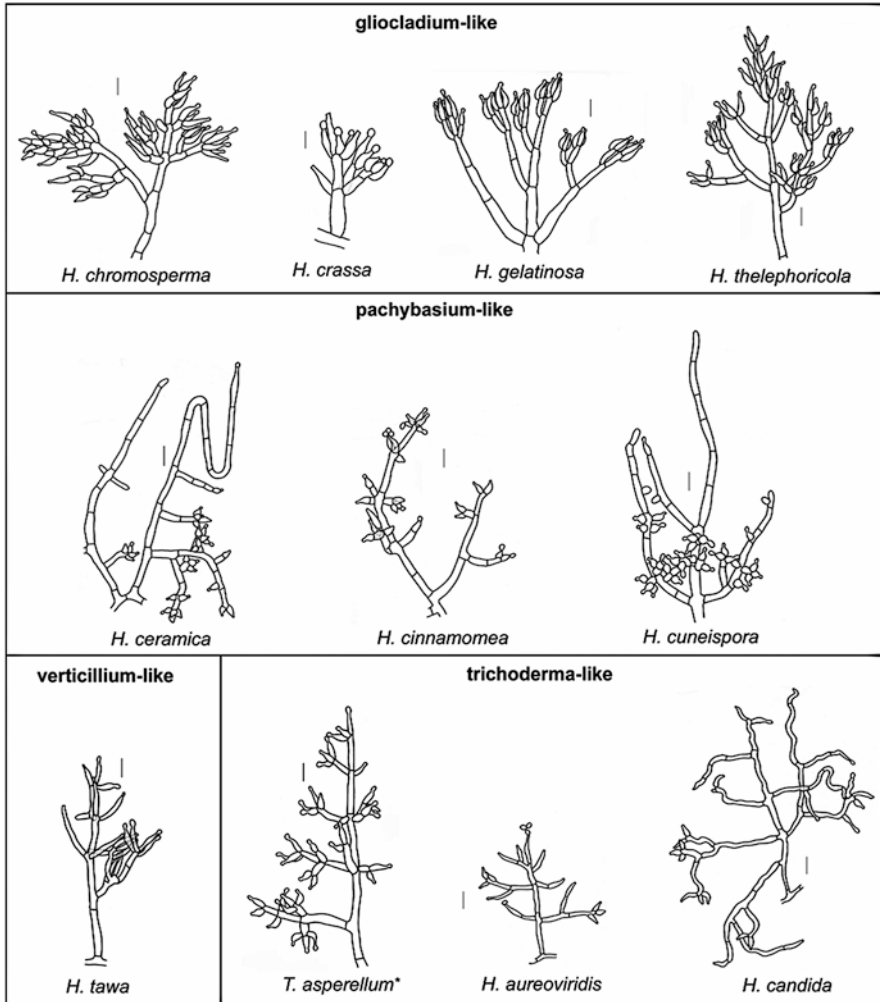 gliocladium-like
H. chromosperma
H. crassa
H. gelatinosa
H. thelephoricola
pachybasium-like
H. ceramica
H. cinnamomea
H. cuneispora
verticillium-like
H. tawa
trichoderma-like
T. asperellum*
H. aureoviridis
H. candida